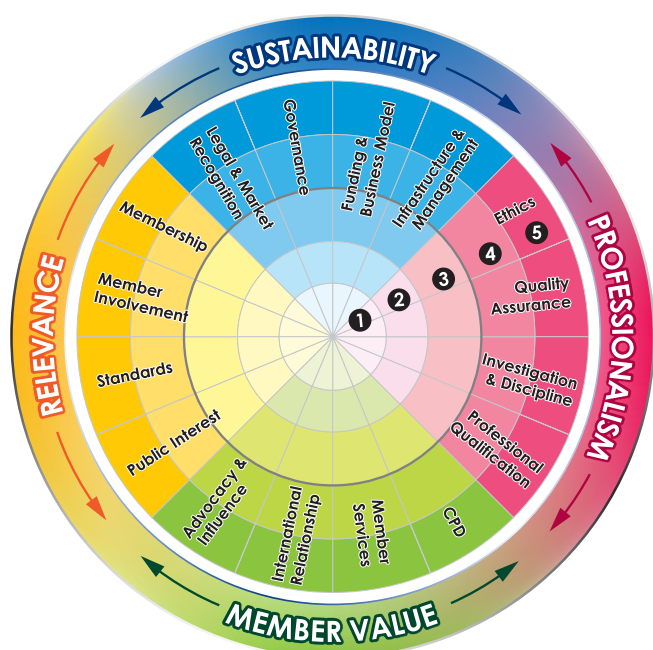 SUSTAINABILITY
Legal & Market
Recognition
Governance
Funding &
Business Model
Infrastructure &
Management
PROFESSIONALISM
Ethics
Quality
Assurance
Investigation
& Discipline
Professional
Qualification
1
2
3
4
5
MEMBER VALUE
CPD
Member
Services
International
Relationship
Advocacy &
Influence
RELEVANCE
Public Interest
Standards
Member
Involvement
Membership